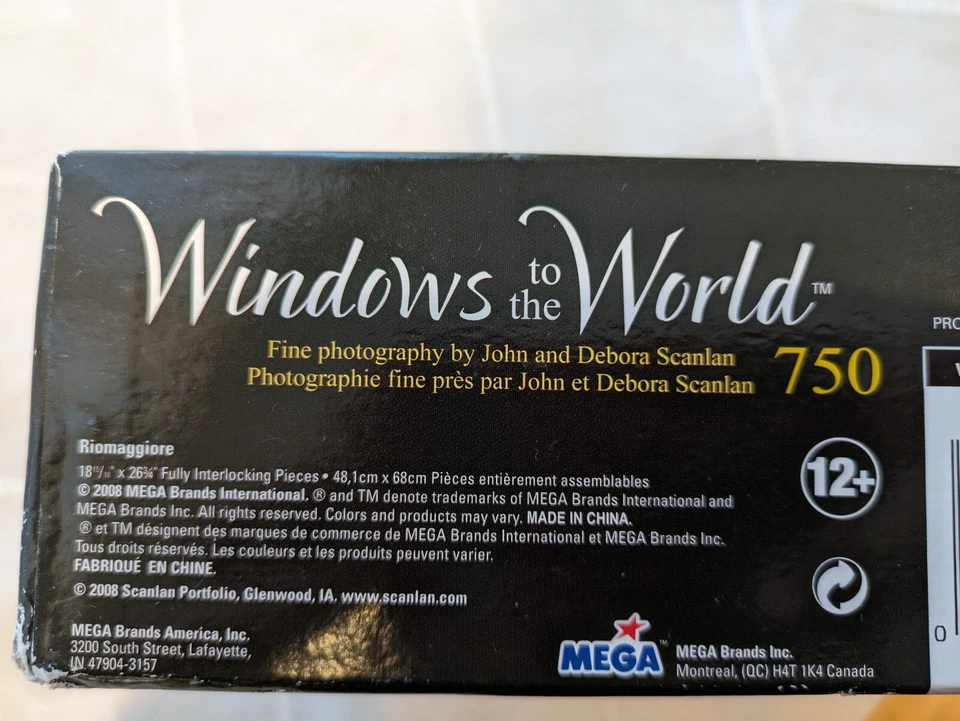 Windows to the World™
Fine photography by John and Debora Scanlan
Photographie fine près par John et Debora Scanlan
750
Riomaggiore
18 15/16" x 26¾" Fully Interlocking Pieces • 48,1cm x 68cm Pièces entièrement assemblables
© 2008 MEGA Brands International. ® and TM denote trademarks of MEGA Brands International and
MEGA Brands Inc. All rights reserved. Colors and products may vary. MADE IN CHINA.
® et TM désignent des marques de commerce de MEGA Brands International et MEGA Brands Inc.
Tous droits réservés. Les couleurs et les produits peuvent varier.
FABRIQUÉ EN CHINE.
© 2008 Scanlan Portfolio, Glenwood, IA. www.scanlan.com
MEGA Brands America, Inc.
3200 South Street, Lafayette,
IN 47904-3157
12+
MEGA™
MEGA Brands Inc.
Montreal, (QC) H4T 1K4 Canada
PRO
0